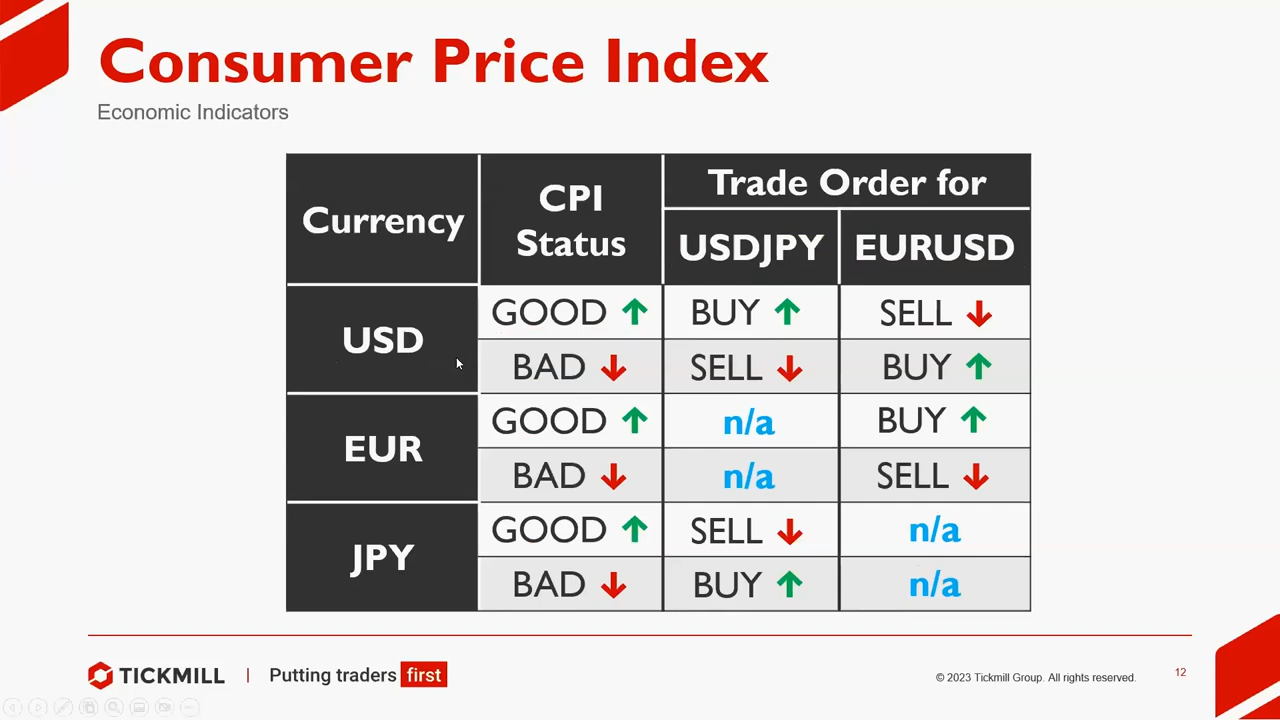 Consumer Price Index
Economic Indicators
Currency
CPI
Status
Trade Order for
USDJPY EURUSD
USD
GOOD ↑ BUY ↑ SELL ↓
BAD ↓ SELL ↓ BUY ↑
EUR
GOOD ↑ n/a BUY ↑
BAD ↓ n/a SELL ↓
JPY
GOOD ↑ SELL ↓ n/a
BAD ↓ BUY ↑ n/a
TICKMILL | Putting traders first
© 2023 Tickmill Group. All rights reserved. 12